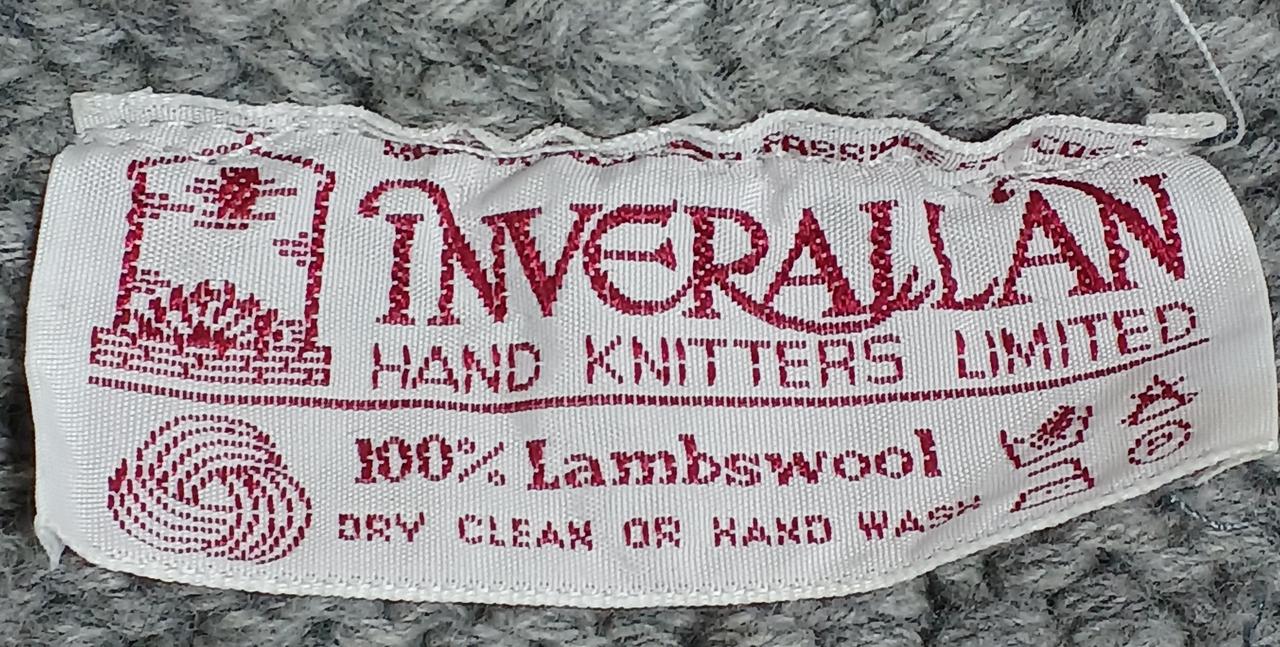 INVERALLAN
HAND KNITTERS LIMITED
100% Lambswool
DRY CLEAN OR HAND WASH